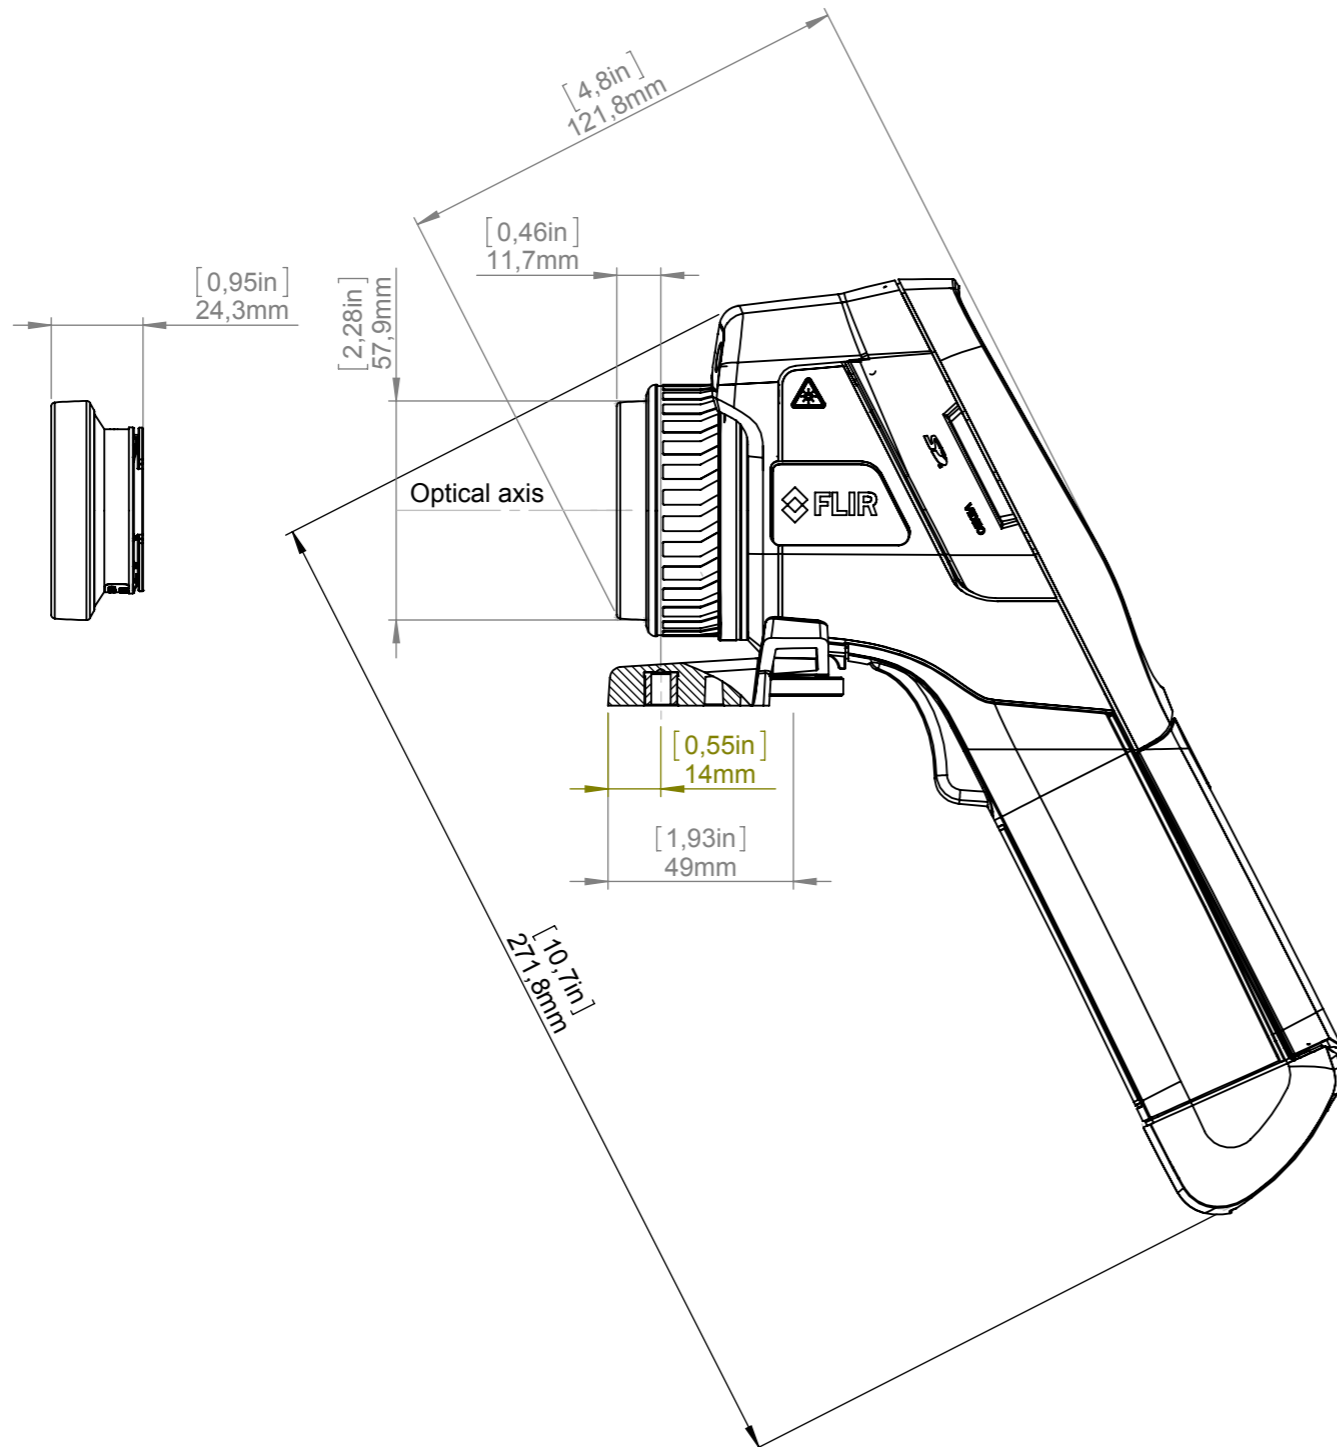 [4,8in]
121,8mm
[0,46in]
11,7mm
[0,95in]
24,3mm
[2,28in]
57,9mm
Optical axis
FLIR
VIDEO
[0,55in]
14mm
[1,93in]
49mm
[10,7in]
271,8mm